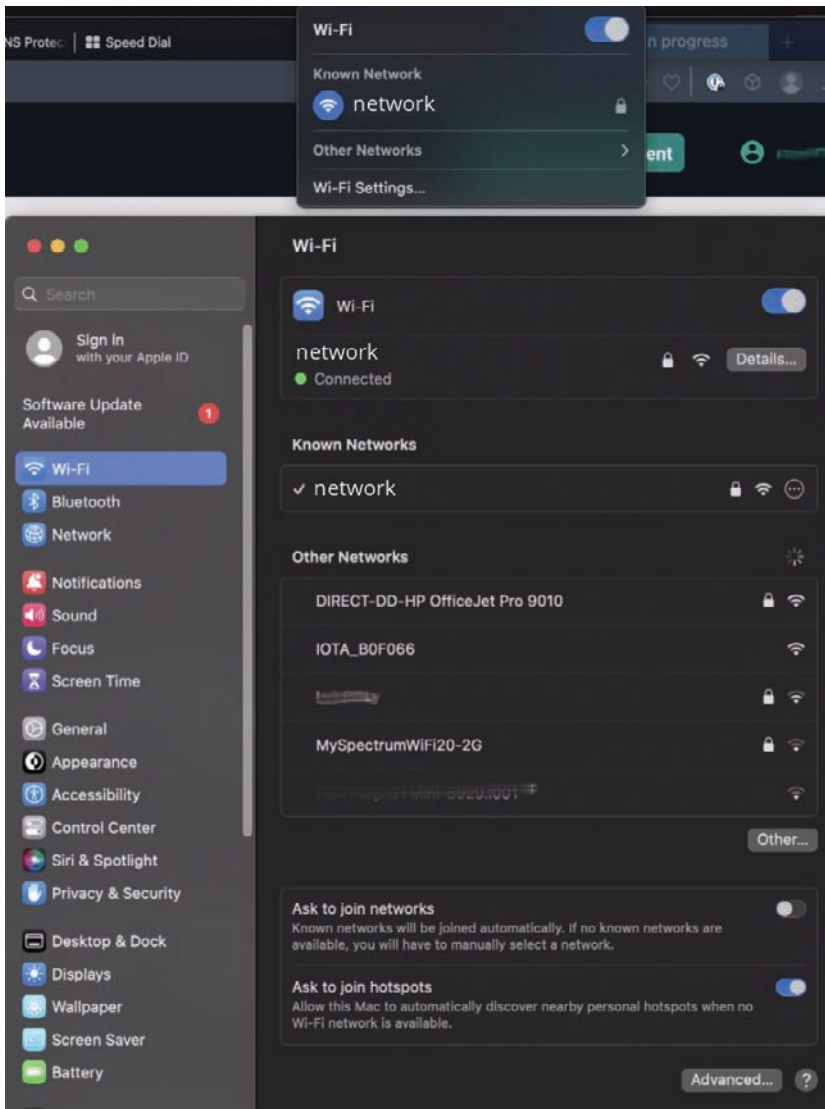 NS Protec
Speed Dial
n progress
Wi-Fi
Known Network
network
Other Networks
Wi-Fi Settings...
ent
Wi-Fi
Search
Sign in
with your Apple ID
Software Update
Available
1
Wi-Fi
Bluetooth
Network
Notifications
Sound
Focus
Screen Time
General
Appearance
Accessibility
Control Center
Siri & Spotlight
Privacy & Security
Desktop & Dock
Displays
Wallpaper
Screen Saver
Battery
Wi-Fi
network
Connected
Details...
Known Networks
network
Other Networks
DIRECT-DD-HP OfficeJet Pro 9010
IOTA_B0F066
MySpectrumWiFi20-2G
Other...
Ask to join networks
Known networks will be joined automatically. If no known networks are
available, you will have to manually select a network.
Ask to join hotspots
Allow this Mac to automatically discover nearby personal hotspots when no
Wi-Fi network is available.
Advanced...
?